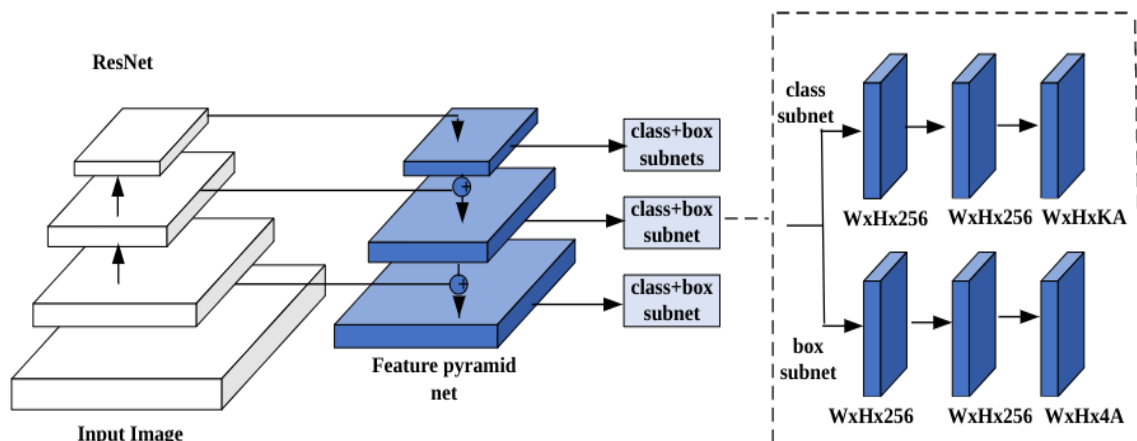 ResNet
class+box
subnets
class+box
subnet
class+box
subnet
Feature pyramid
net
Input Image
class
subnet
WxHx256
WxHx256
WxHxKA
box
subnet
WxHx256
WxHx256
WxHx4A
+
+